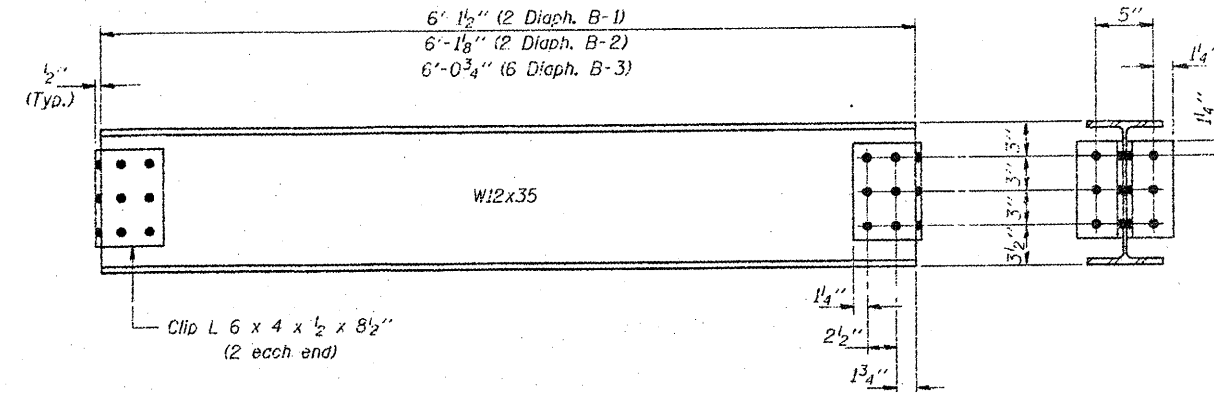 6'-1½" (2 Diaph. B-1)
6'-1⅛" (2 Diaph. B-2)
6'-0¾" (6 Diaph. B-3)
½"
(Typ.)
5"
1¼"
1¼"
3"
3"
3"
3½"
W12x35
Clip L 6 x 4 x ½ x 8½"
(2 each end)
1¼"
2½"
1¾"